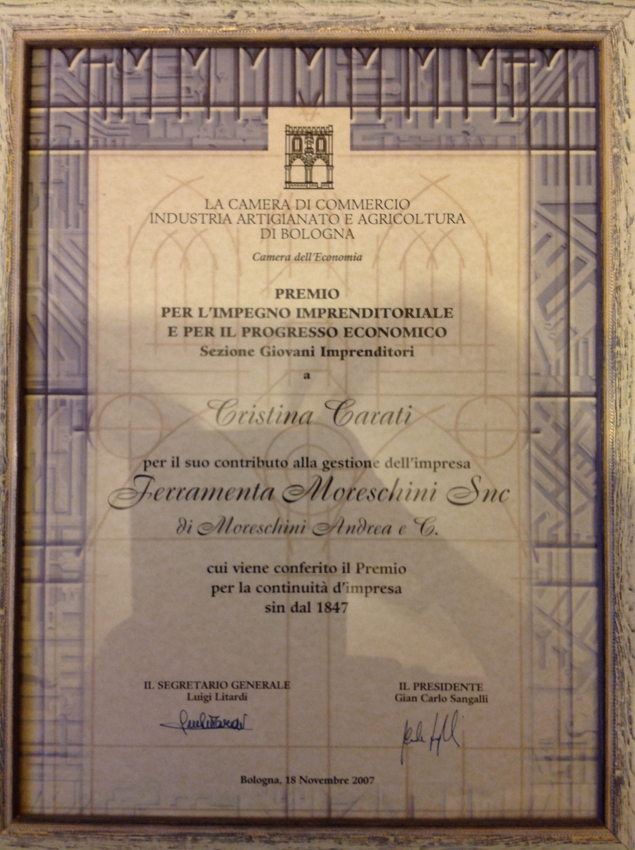 LA CAMERA DI COMMERCIO
INDUSTRIA ARTIGIANATO E AGRICOLTURA
DI BOLOGNA
Camera dell'Economia
PREMIO
PER L'IMPEGNO IMPRENDITORIALE
E PER IL PROGRESSO ECONOMICO
Sezione Giovani Imprenditori
a
Cristina Carati
per il suo contributo alla gestione dell'impresa
Ferramenta Moreschini Snc
di Moreschini Andrea e C.
cui viene conferito il Premio
per la continuità d'impresa
sin dal 1847
IL SEGRETARIO GENERALE
Luigi Litardi
IL PRESIDENTE
Gian Carlo Sangalli
Bologna, 18 Novembre 2007